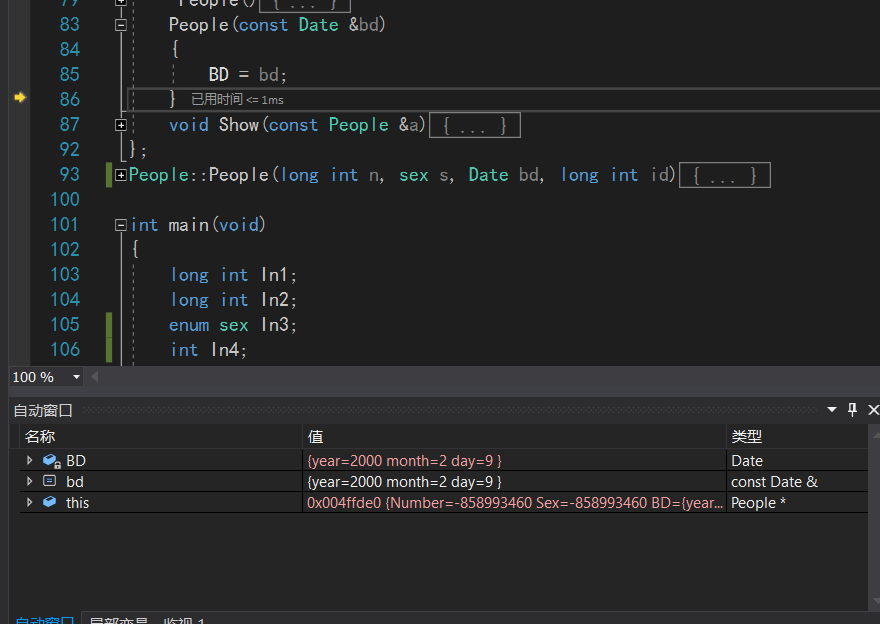 79 ~People(){ ... }
83 People(const Date &bd)
84 {
85 BD = bd;
86 } 已用时间 <= 1ms
87 void Show(const People &a){ ... }
92 };
93 People::People(long int n, sex s, Date bd, long int id){ ... }
100
101 int main(void)
102 {
103 long int ln1;
104 long int ln2;
105 enum sex ln3;
106 int ln4;
100 %
自动窗口
名称 值 类型
BD {year=2000 month=2 day=9 } Date
bd {year=2000 month=2 day=9 } const Date &
this 0x004ffde0 {Number=-858993460 Sex=-858993460 BD={year... People *
自动窗口 局部变量 监视 1